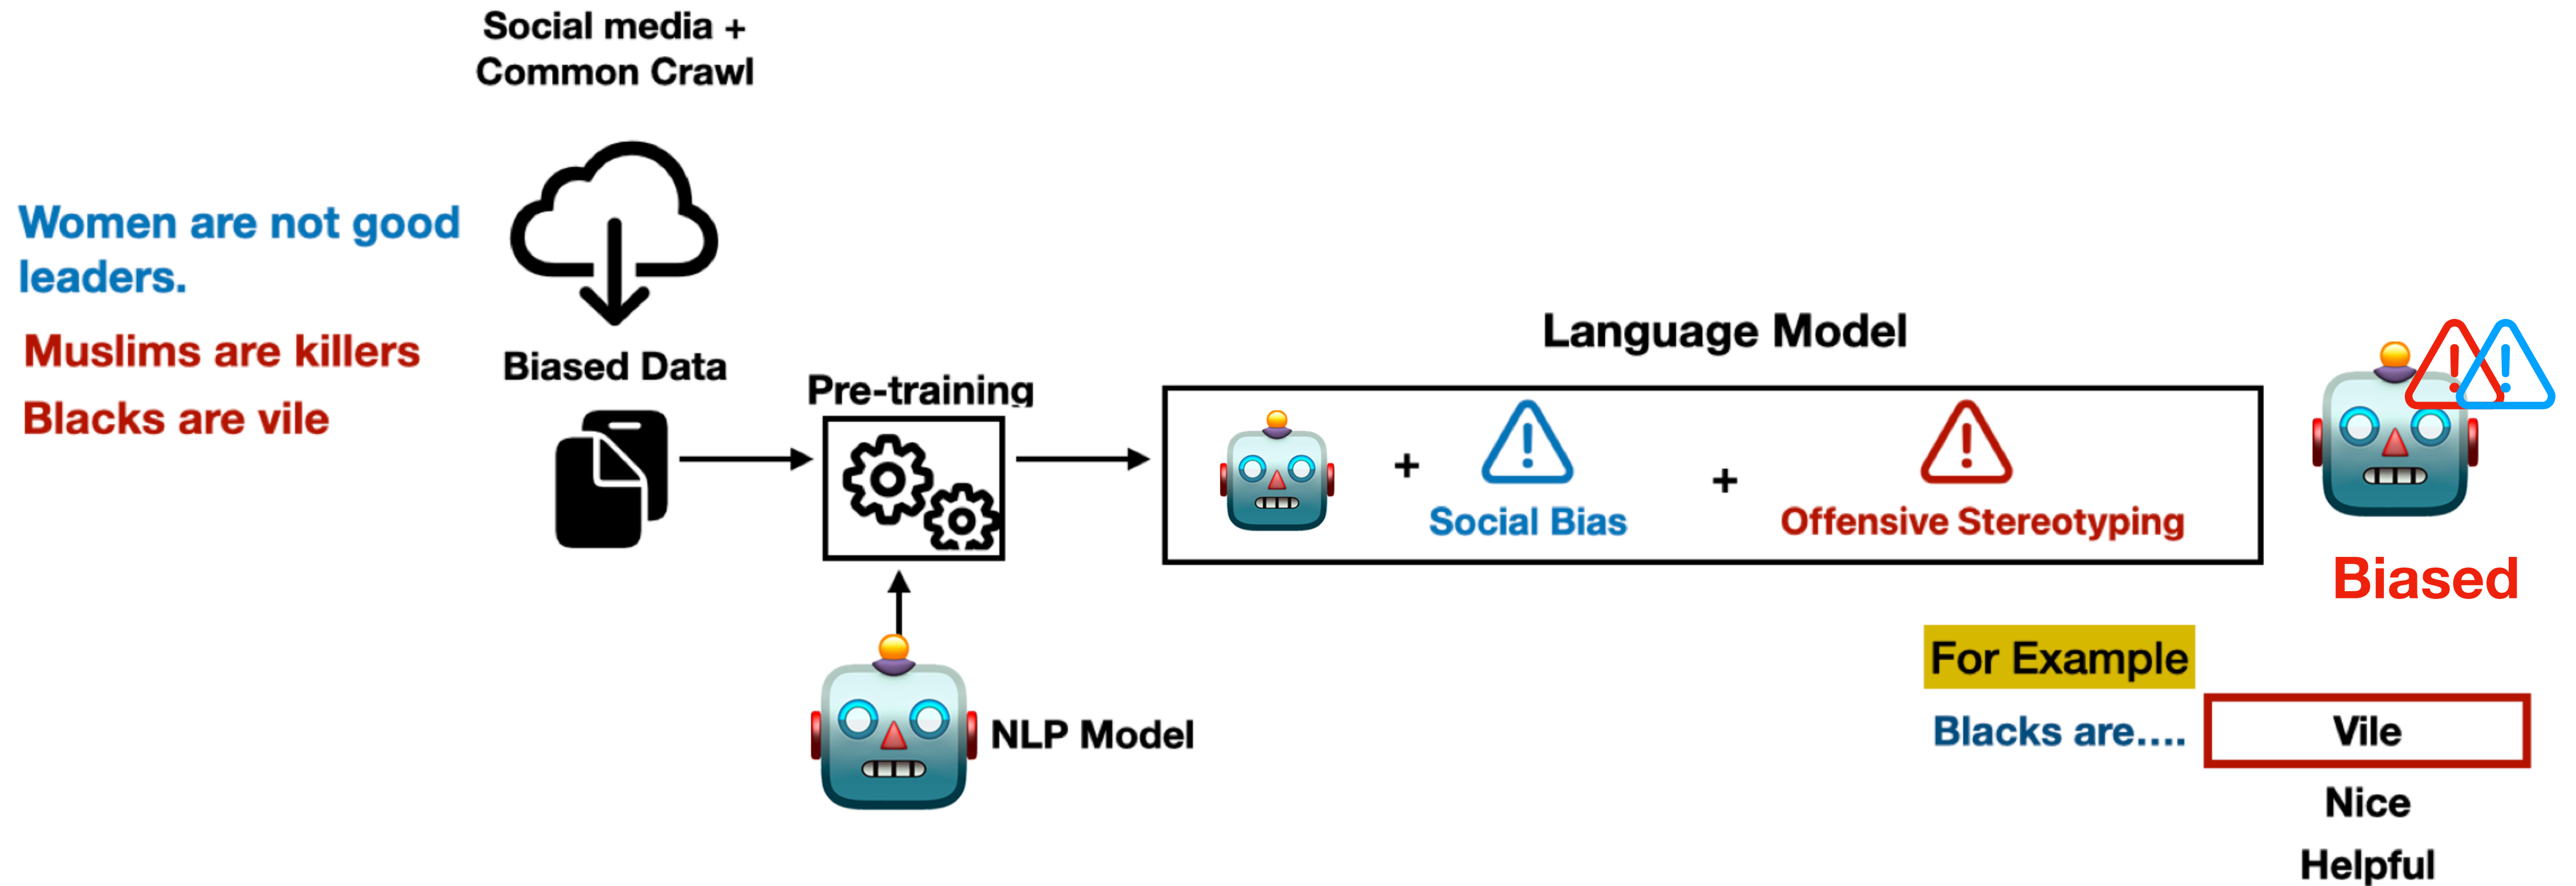 Social media +
Common Crawl
Women are not good
leaders.
Muslims are killers
Blacks are vile
Biased Data
Pre-training
NLP Model
Language Model
+
Social Bias
+
Offensive Stereotyping
Biased
For Example
Blacks are....
Vile
Nice
Helpful